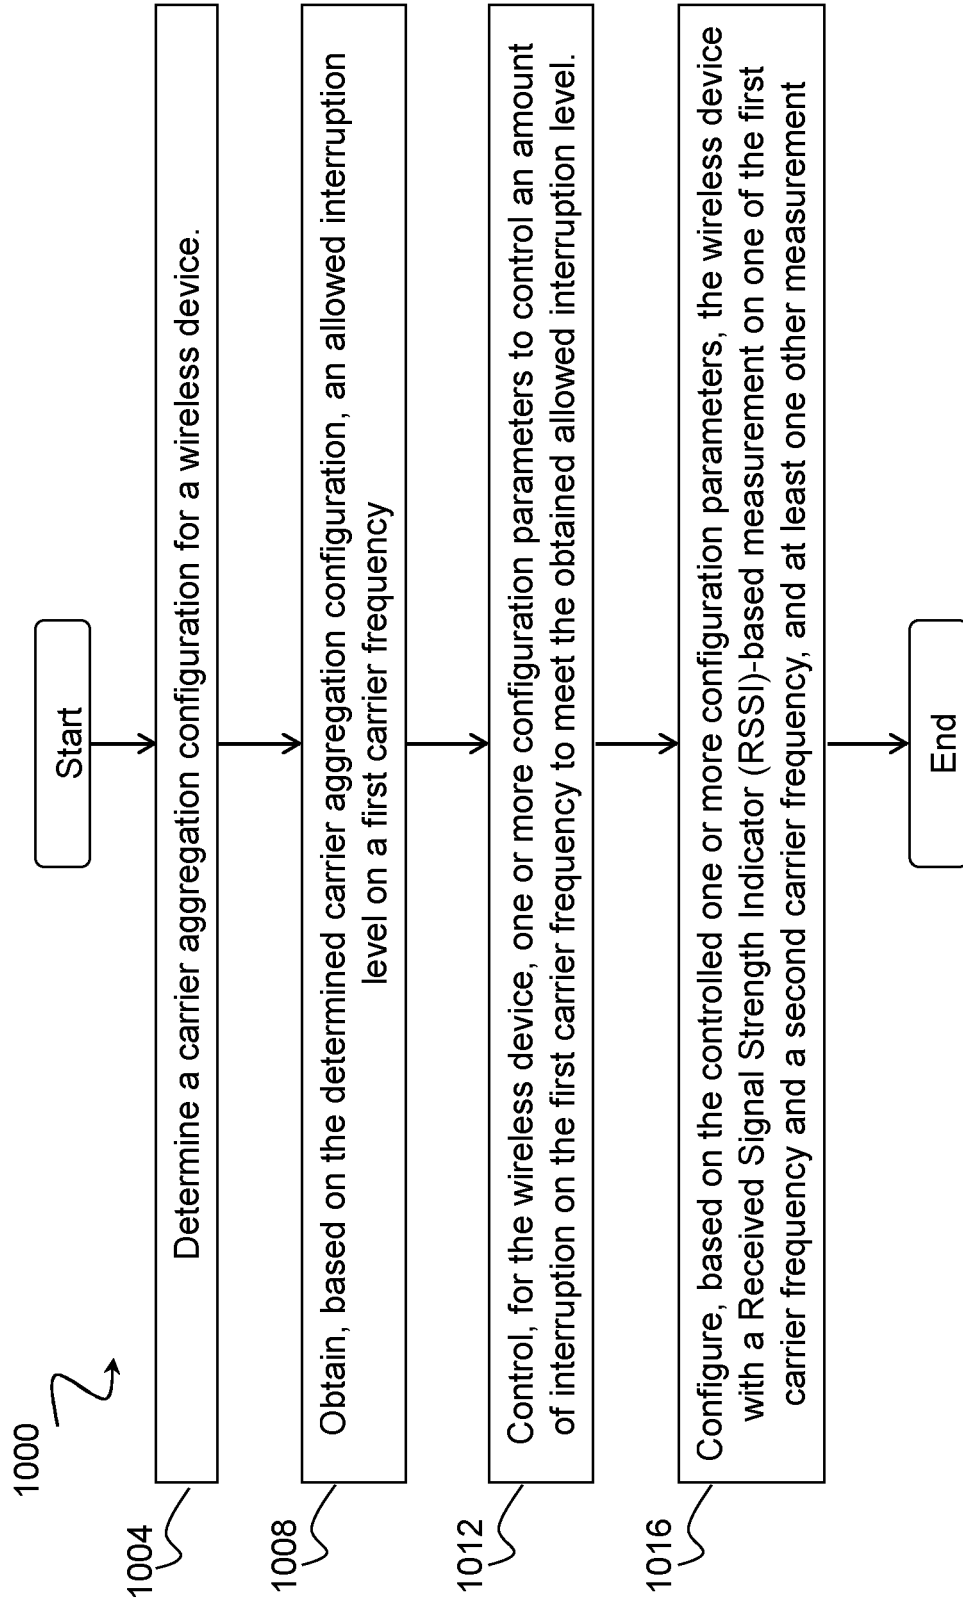 1000
Start
1004
Determine a carrier aggregation configuration for a wireless device.
1008
Obtain, based on the determined carrier aggregation configuration, an allowed interruption
level on a first carrier frequency
1012
Control, for the wireless device, one or more configuration parameters to control an amount
of interruption on the first carrier frequency to meet the obtained allowed interruption level.
1016
Configure, based on the controlled one or more configuration parameters, the wireless device
with a Received Signal Strength Indicator (RSSI)-based measurement on one of the first
carrier frequency and a second carrier frequency, and at least one other measurement
End